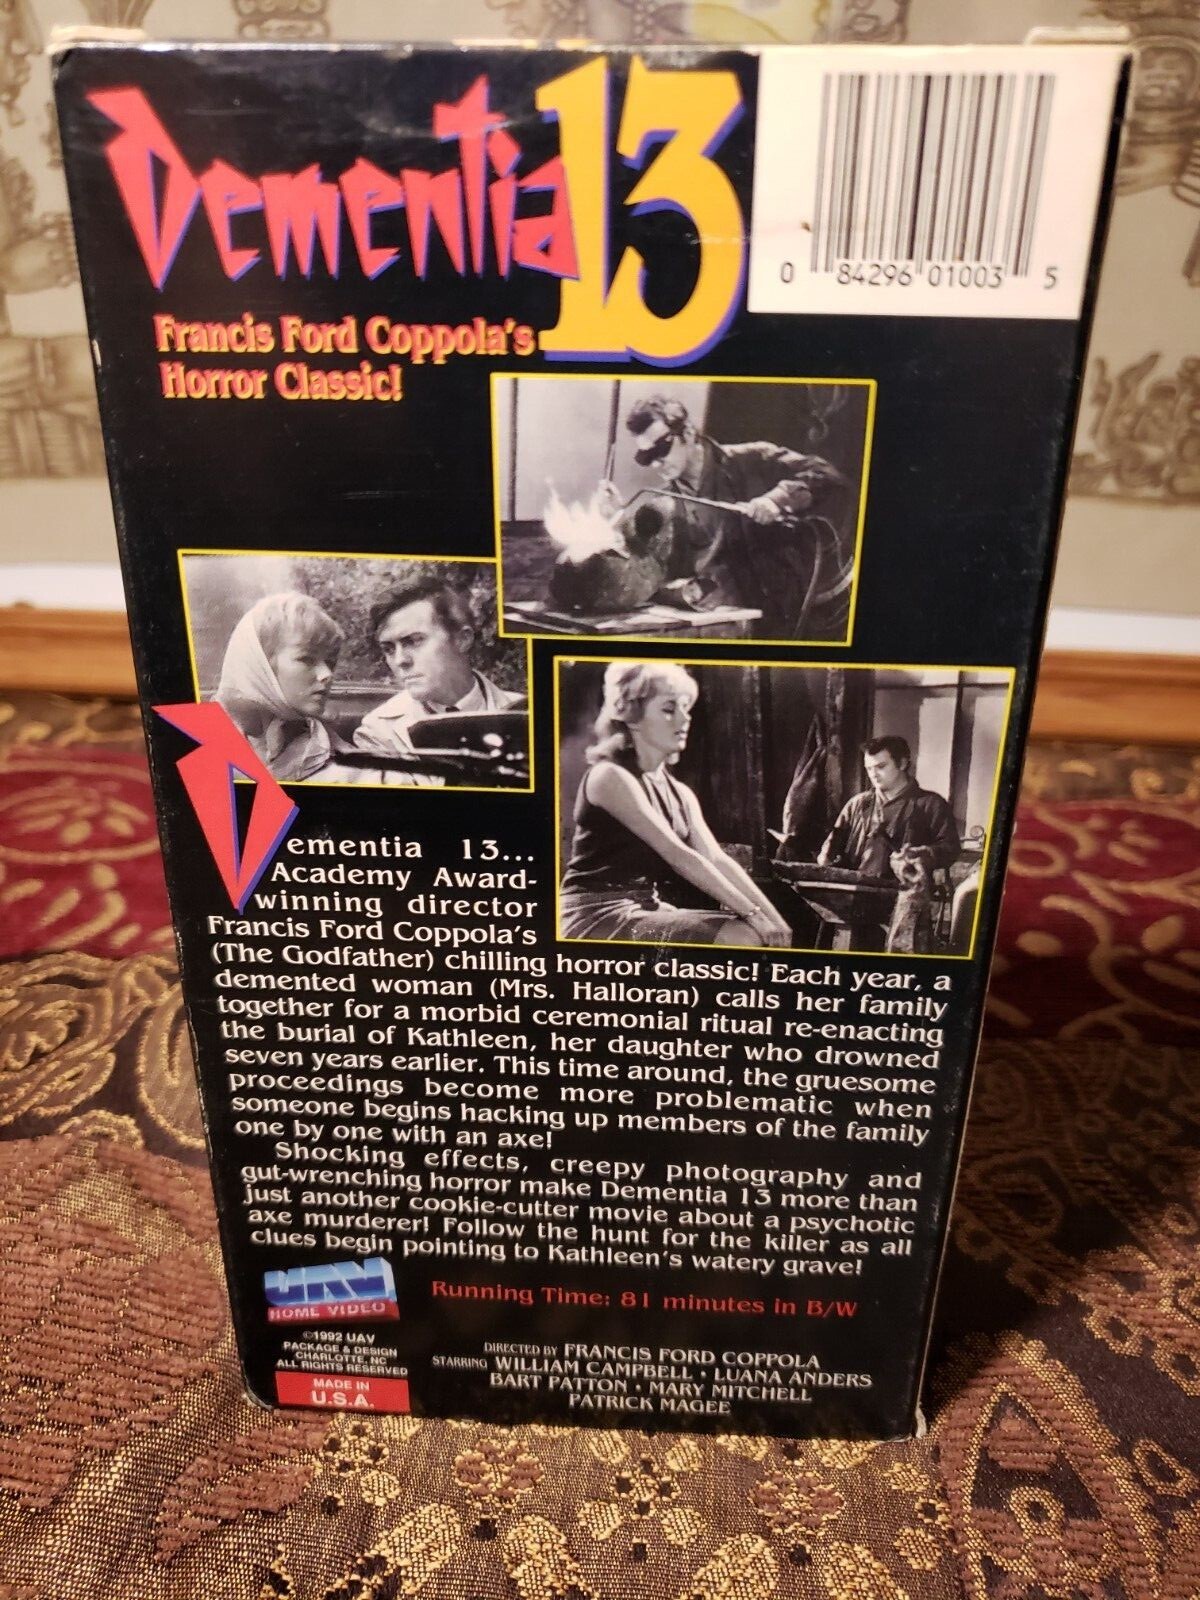 Dementia 13
0 84296 01003 5
Francis Ford Coppola's
Horror Classic!
Dementia 13...
Academy Award-
winning director
Francis Ford Coppola's
(The Godfather) chilling horror classic! Each year, a
demented woman (Mrs. Halloran) calls her family
together for a morbid ceremonial ritual re-enacting
the burial of Kathleen, her daughter who drowned
seven years earlier. This time around, the gruesome
proceedings become more problematic when
someone begins hacking up members of the family
one by one with an axe!
Shocking effects, creepy photography and
gut-wrenching horror make Dementia 13 more than
just another cookie-cutter movie about a psychotic
axe murderer! Follow the hunt for the killer as all
clues begin pointing to Kathleen's watery grave!
UAV
HOME VIDEO
Running Time: 81 minutes in B/W
©1992 UAV
PACKAGE & DESIGN
CHARLOTTE, NC
ALL RIGHTS RESERVED
MADE IN
U.S.A.
DIRECTED BY FRANCIS FORD COPPOLA
STARRING WILLIAM CAMPBELL • LUANA ANDERS
BART PATTON • MARY MITCHELL
PATRICK MAGEE